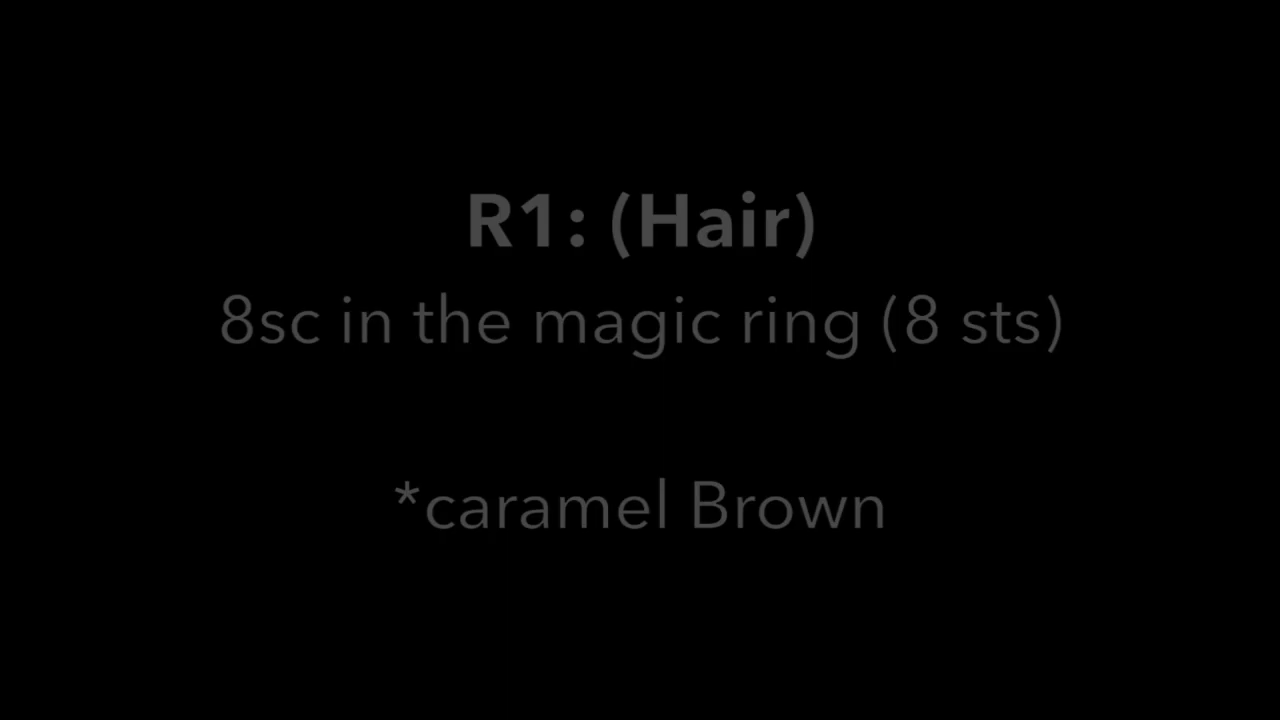 R1: (Hair)
8sc in the magic ring (8 sts)
*caramel Brown